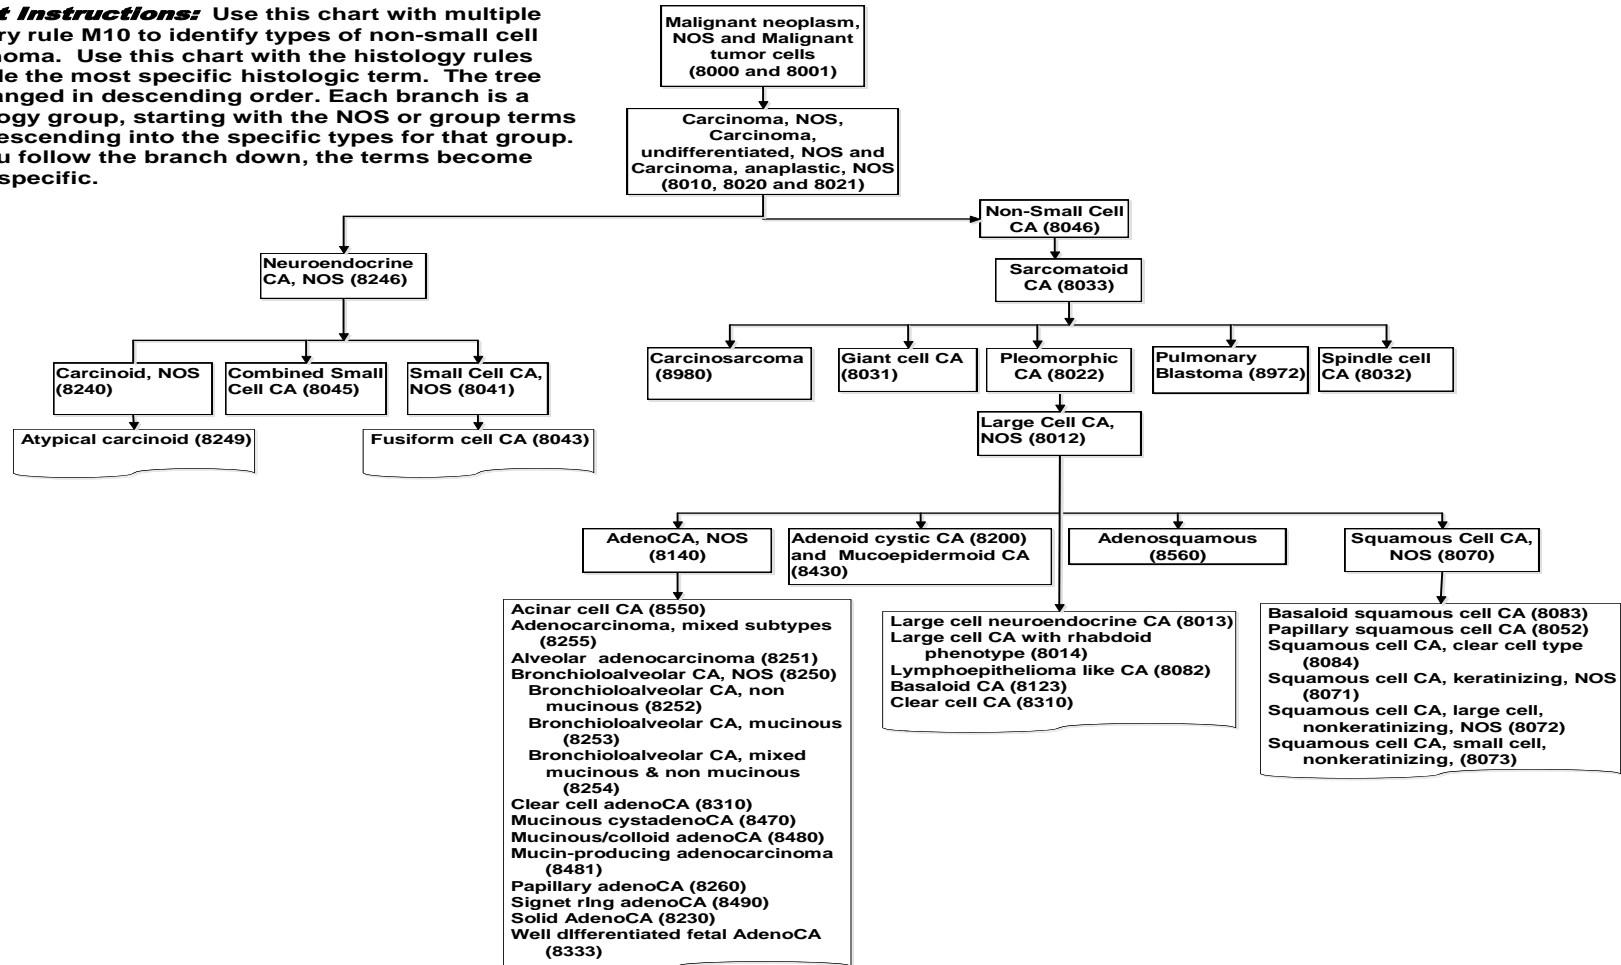 Instructions: Use this chart with multiple
rule M10 to identify types of non-small cell
Use this chart with the histology rules
the most specific histologic term. The tree
in descending order. Each branch is a
group, starting with the NOS or group terms
into the specific types for that group.
follow the branch down, the terms become
specific.
Malignant neoplasm,
NOS and Malignant
tumor cells
(8000 and 8001)
Carcinoma, NOS,
Carcinoma,
undifferentiated, NOS and
Carcinoma, anaplastic, NOS
(8010, 8020 and 8021)
Neuroendocrine
CA, NOS (8246)
Non-Small Cell
CA (8046)
Sarcomatoid
CA (8033)
Carcinoid, NOS
(8240)
Combined Small
Cell CA (8045)
Small Cell CA,
NOS (8041)
Atypical carcinoid (8249)
Fusiform cell CA (8043)
Carcinosarcoma
(8980)
Giant cell CA
(8031)
Pleomorphic
CA (8022)
Pulmonary
Blastoma (8972)
Spindle cell
CA (8032)
Large Cell CA,
NOS (8012)
AdenoCA, NOS
(8140)
Adenoid cystic CA (8200)
and Mucoepidermoid CA
(8430)
Adenosquamous
(8560)
Squamous Cell CA,
NOS (8070)
Acinar cell CA (8550)
Adenocarcinoma, mixed subtypes
(8255)
Alveolar adenocarcinoma (8251)
Bronchioloalveolar CA, NOS (8250)
Bronchioloalveolar CA, non
mucinous (8252)
Bronchioloalveolar CA, mucinous
(8253)
Bronchioloalveolar CA, mixed
mucinous & non mucinous
(8254)
Clear cell adenoCA (8310)
Mucinous cystadenoCA (8470)
Mucinous/colloid adenoCA (8480)
Mucin-producing adenocarcinoma
(8481)
Papillary adenoCA (8260)
Signet rIng adenoCA (8490)
Solid AdenoCA (8230)
Well dIfferentiated fetal AdenoCA
(8333)
Large cell neuroendocrine CA (8013)
Large cell CA with rhabdoid
phenotype (8014)
Lymphoepithelioma like CA (8082)
Basaloid CA (8123)
Clear cell CA (8310)
Basaloid squamous cell CA (8083)
Papillary squamous cell CA (8052)
Squamous cell CA, clear cell type
(8084)
Squamous cell CA, keratinizing, NOS
(8071)
Squamous cell CA, large cell,
nonkeratinizing, NOS (8072)
Squamous cell CA, small cell,
nonkeratinizing, (8073)